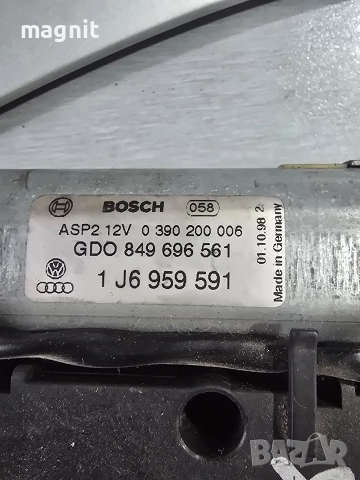 magnit
BOSCH 058
ASP2 12V 0 390 200 006
GDO 849 696 561
1 J6 959 591
01.10.98 2
Made in Germany
BAZAR